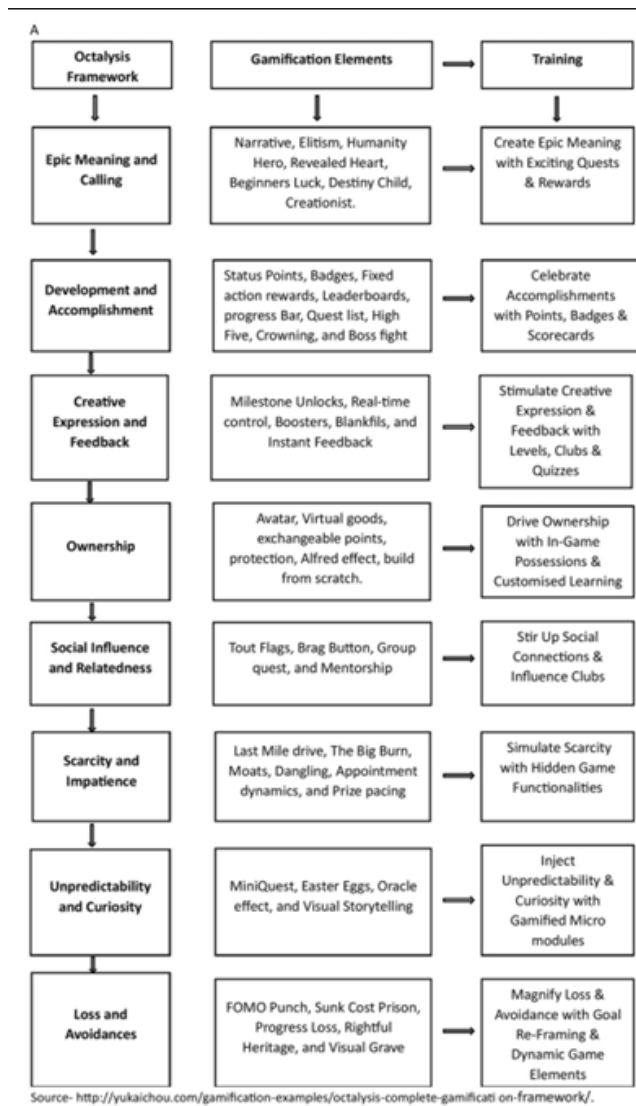 A
Octalysis
Framework
Gamification Elements
Training
Epic Meaning and
Calling
Narrative, Elitism, Humanity
Hero, Revealed Heart,
Beginners Luck, Destiny Child,
Creationist.
Create Epic Meaning
with Exciting Quests
& Rewards
Development and
Accomplishment
Status Points, Badges, Fixed
action rewards, Leaderboards,
progress Bar, Quest list, High
Five, Crowning, and Boss fight
Celebrate
Accomplishments
with Points, Badges &
Scorecards
Creative
Expression and
Feedback
Milestone Unlocks, Real-time
control, Boosters, Blankfils, and
Instant Feedback
Stimulate Creative
Expression &
Feedback with
Levels, Clubs &
Quizzes
Ownership
Avatar, Virtual goods,
exchangeable points,
protection, Alfred effect, build
from scratch.
Drive Ownership
with In-Game
Possessions &
Customised Learning
Social Influence
and Relatedness
Tout Flags, Brag Button, Group
quest, and Mentorship
Stir Up Social
Connections &
Influence Clubs
Scarcity and
Impatience
Last Mile drive, The Big Burn,
Moats, Dangling, Appointment
dynamics, and Prize pacing
Simulate Scarcity
with Hidden Game
Functionalities
Unpredictability
and Curiosity
MiniQuest, Easter Eggs, Oracle
effect, and Visual Storytelling
Inject
Unpredictability &
Curiosity with
Gamified Micro
modules
Loss and
Avoidances
FOMO Punch, Sunk Cost Prison,
Progress Loss, Rightful
Heritage, and Visual Grave
Magnify Loss &
Avoidance with Goal
Re-Framing &
Dynamic Game
Elements
Source- http://yukaichou.com/gamification-examples/octalysis-complete-gamificati on-framework/.